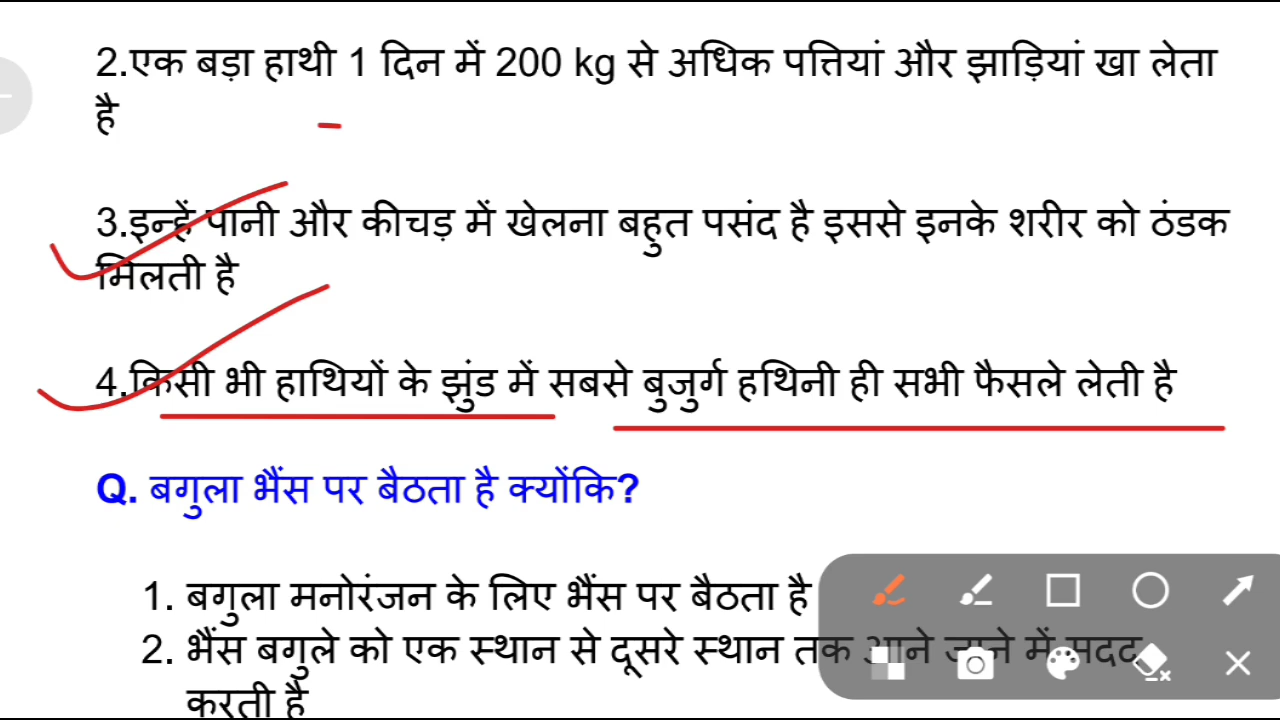 2.एक बड़ा हाथी 1 दिन में 200 kg से अधिक पत्तियां और झाड़ियां खा लेता
है
3.इन्हें पानी और कीचड़ में खेलना बहुत पसंद है इससे इनके शरीर को ठंडक
मिलती है
4.किसी भी हाथियों के झुंड में सबसे बुजुर्ग हथिनी ही सभी फैसले लेती है
Q. बगुला भैंस पर बैठता है क्योंकि?
1. बगुला मनोरंजन के लिए भैंस पर बैठता है
2. भैंस बगुले को एक स्थान से दूसरे स्थान तक आने जाने में मदद
करती है